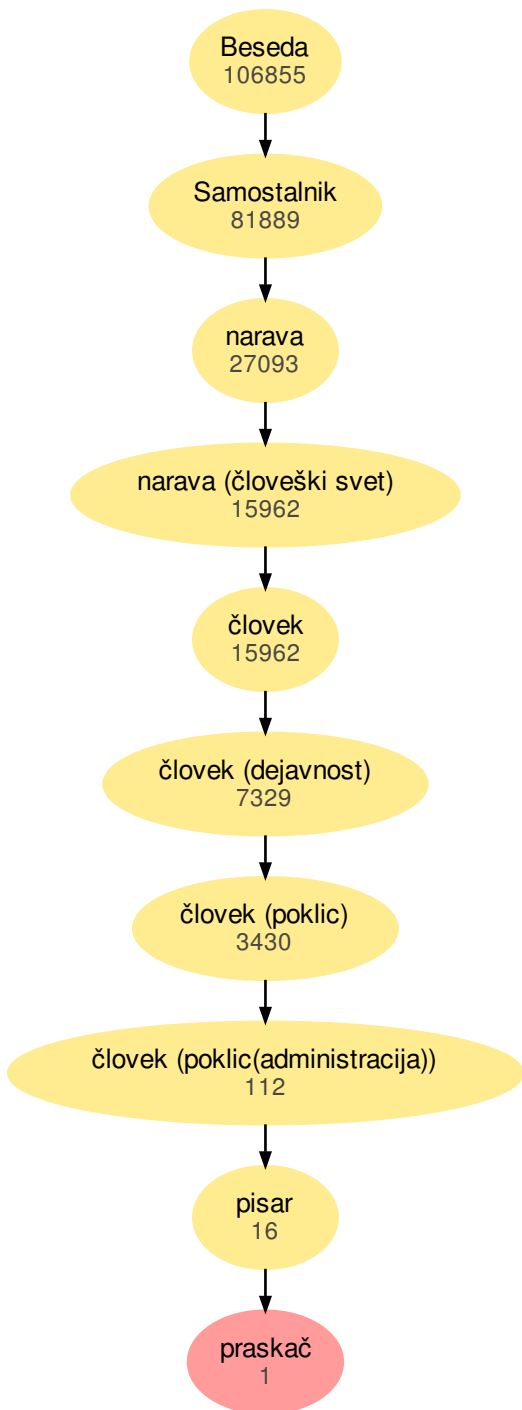 Beseda
106855
Samostalnik
81889
narava
27093
narava (človeški svet)
15962
človek
15962
človek (dejavnost)
7329
človek (poklic)
3430
človek (poklic(administracija))
112
pisar
16
praskač
1